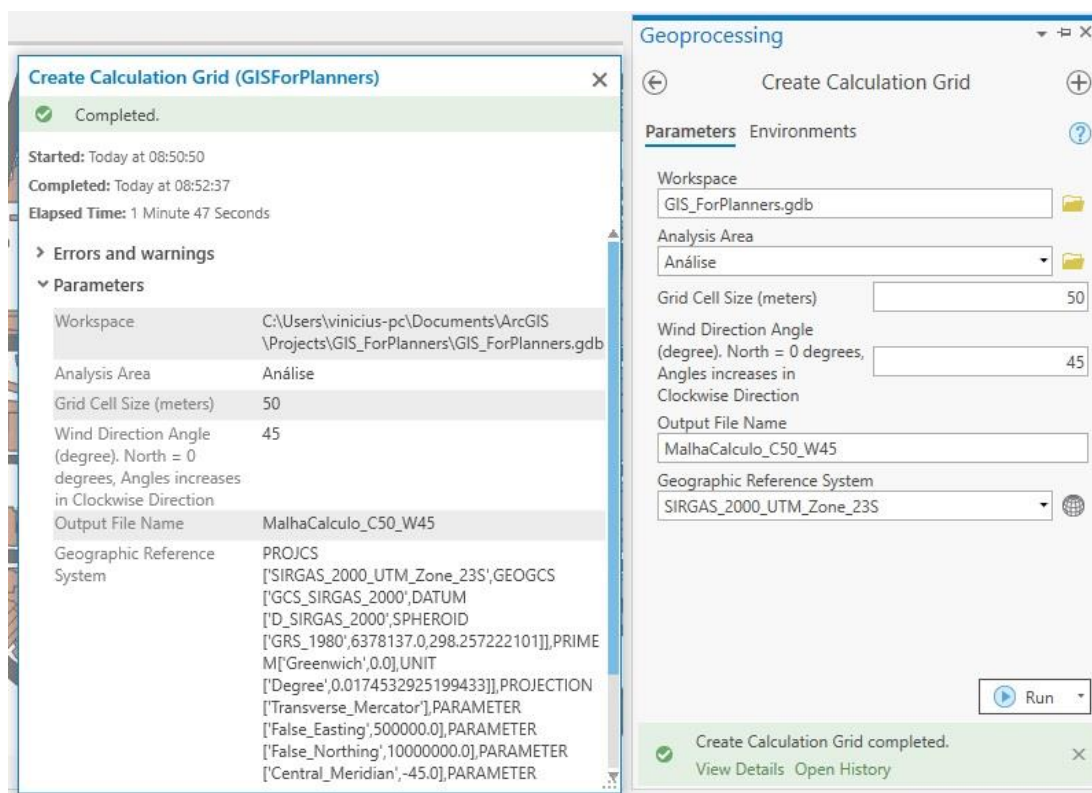 Create Calculation Grid (GISForPlanners)
Completed.
Started: Today at 08:50:50
Completed: Today at 08:52:37
Elapsed Time: 1 Minute 47 Seconds
Errors and warnings
Parameters
Workspace C:\Users\vinicius-pc\Documents\ArcGIS
\Projects\GIS_ForPlanners\GIS_ForPlanners.gdb
Analysis Area Análise
Grid Cell Size (meters) 50
Wind Direction Angle 45
(degree). North = 0
degrees, Angles increases
in Clockwise Direction
Output File Name MalhaCalculo_C50_W45
Geographic Reference PROJCS
System ['SIRGAS_2000_UTM_Zone_23S',GEOGCS
['GCS_SIRGAS_2000',DATUM
['D_SIRGAS_2000',SPHEROID
['GRS_1980',6378137.0,298.257222101]],PRIME
M['Greenwich',0.0],UNIT
['Degree',0.0174532925199433]],PROJECTION
['Transverse_Mercator'],PARAMETER
['False_Easting',500000.0],PARAMETER
['False_Northing',10000000.0],PARAMETER
['Central_Meridian',-45.0],PARAMETER
Geoprocessing
Create Calculation Grid
Parameters Environments
Workspace
GIS_ForPlanners.gdb
Analysis Area
Análise
Grid Cell Size (meters) 50
Wind Direction Angle
(degree). North = 0 degrees, 45
Angles increases in
Clockwise Direction
Output File Name
MalhaCalculo_C50_W45
Geographic Reference System
SIRGAS_2000_UTM_Zone_23S
Run
Create Calculation Grid completed.
View Details Open History